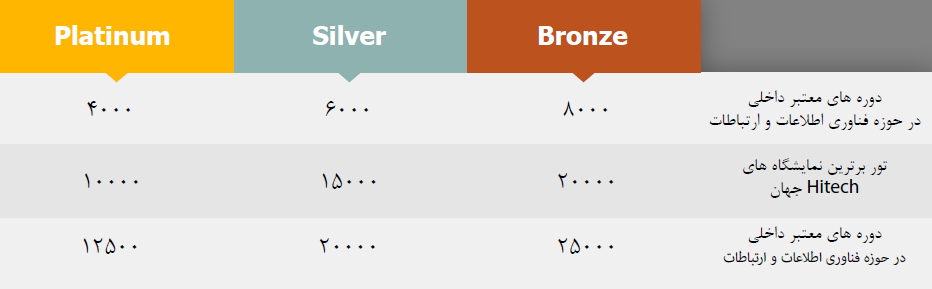 Bronze Silver Platinum
دوره های معتبر داخلی
در حوزه فناوری اطلاعات و ارتباطات
۸۰۰۰ ۶۰۰۰ ۴۰۰۰
تور برترین نمایشگاه های
Hitech جهان
۲۰۰۰۰ ۱۵۰۰۰ ۱۰۰۰۰
دوره های معتبر داخلی
در حوزه فناوری اطلاعات و ارتباطات
۲۵۰۰۰ ۲۰۰۰۰ ۱۲۵۰۰